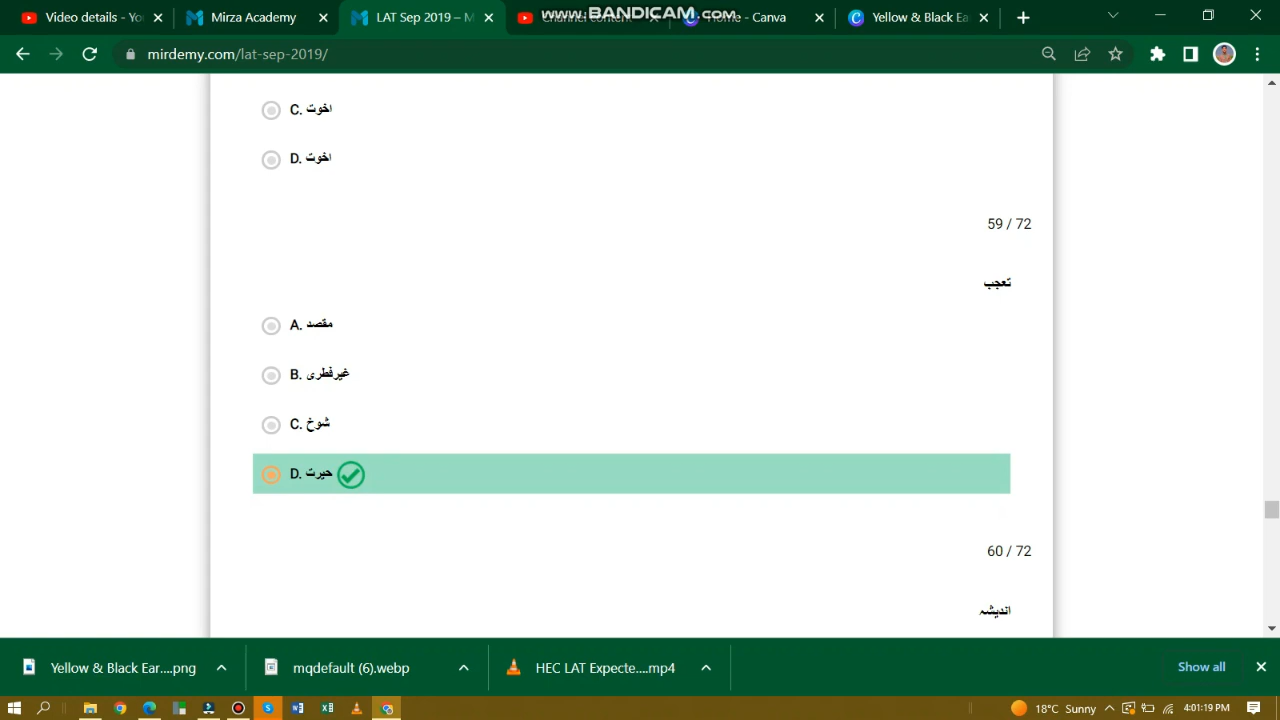 Video details - Yo
Mirza Academy
LAT Sep 2019 – M
www.BANDICAM.com
Home - Canva
Yellow & Black Ea
mirdemy.com/lat-sep-2019/
C. اخوت
D. اخوت
59 / 72
تعجب
A. مقصد
B. غیرفطری
C. شوخ
D. حیرت
60 / 72
اندیشہ
Yellow & Black Ear....png
mqdefault (6).webp
HEC LAT Expecte....mp4
Show all
18°C Sunny
4:01:19 PM